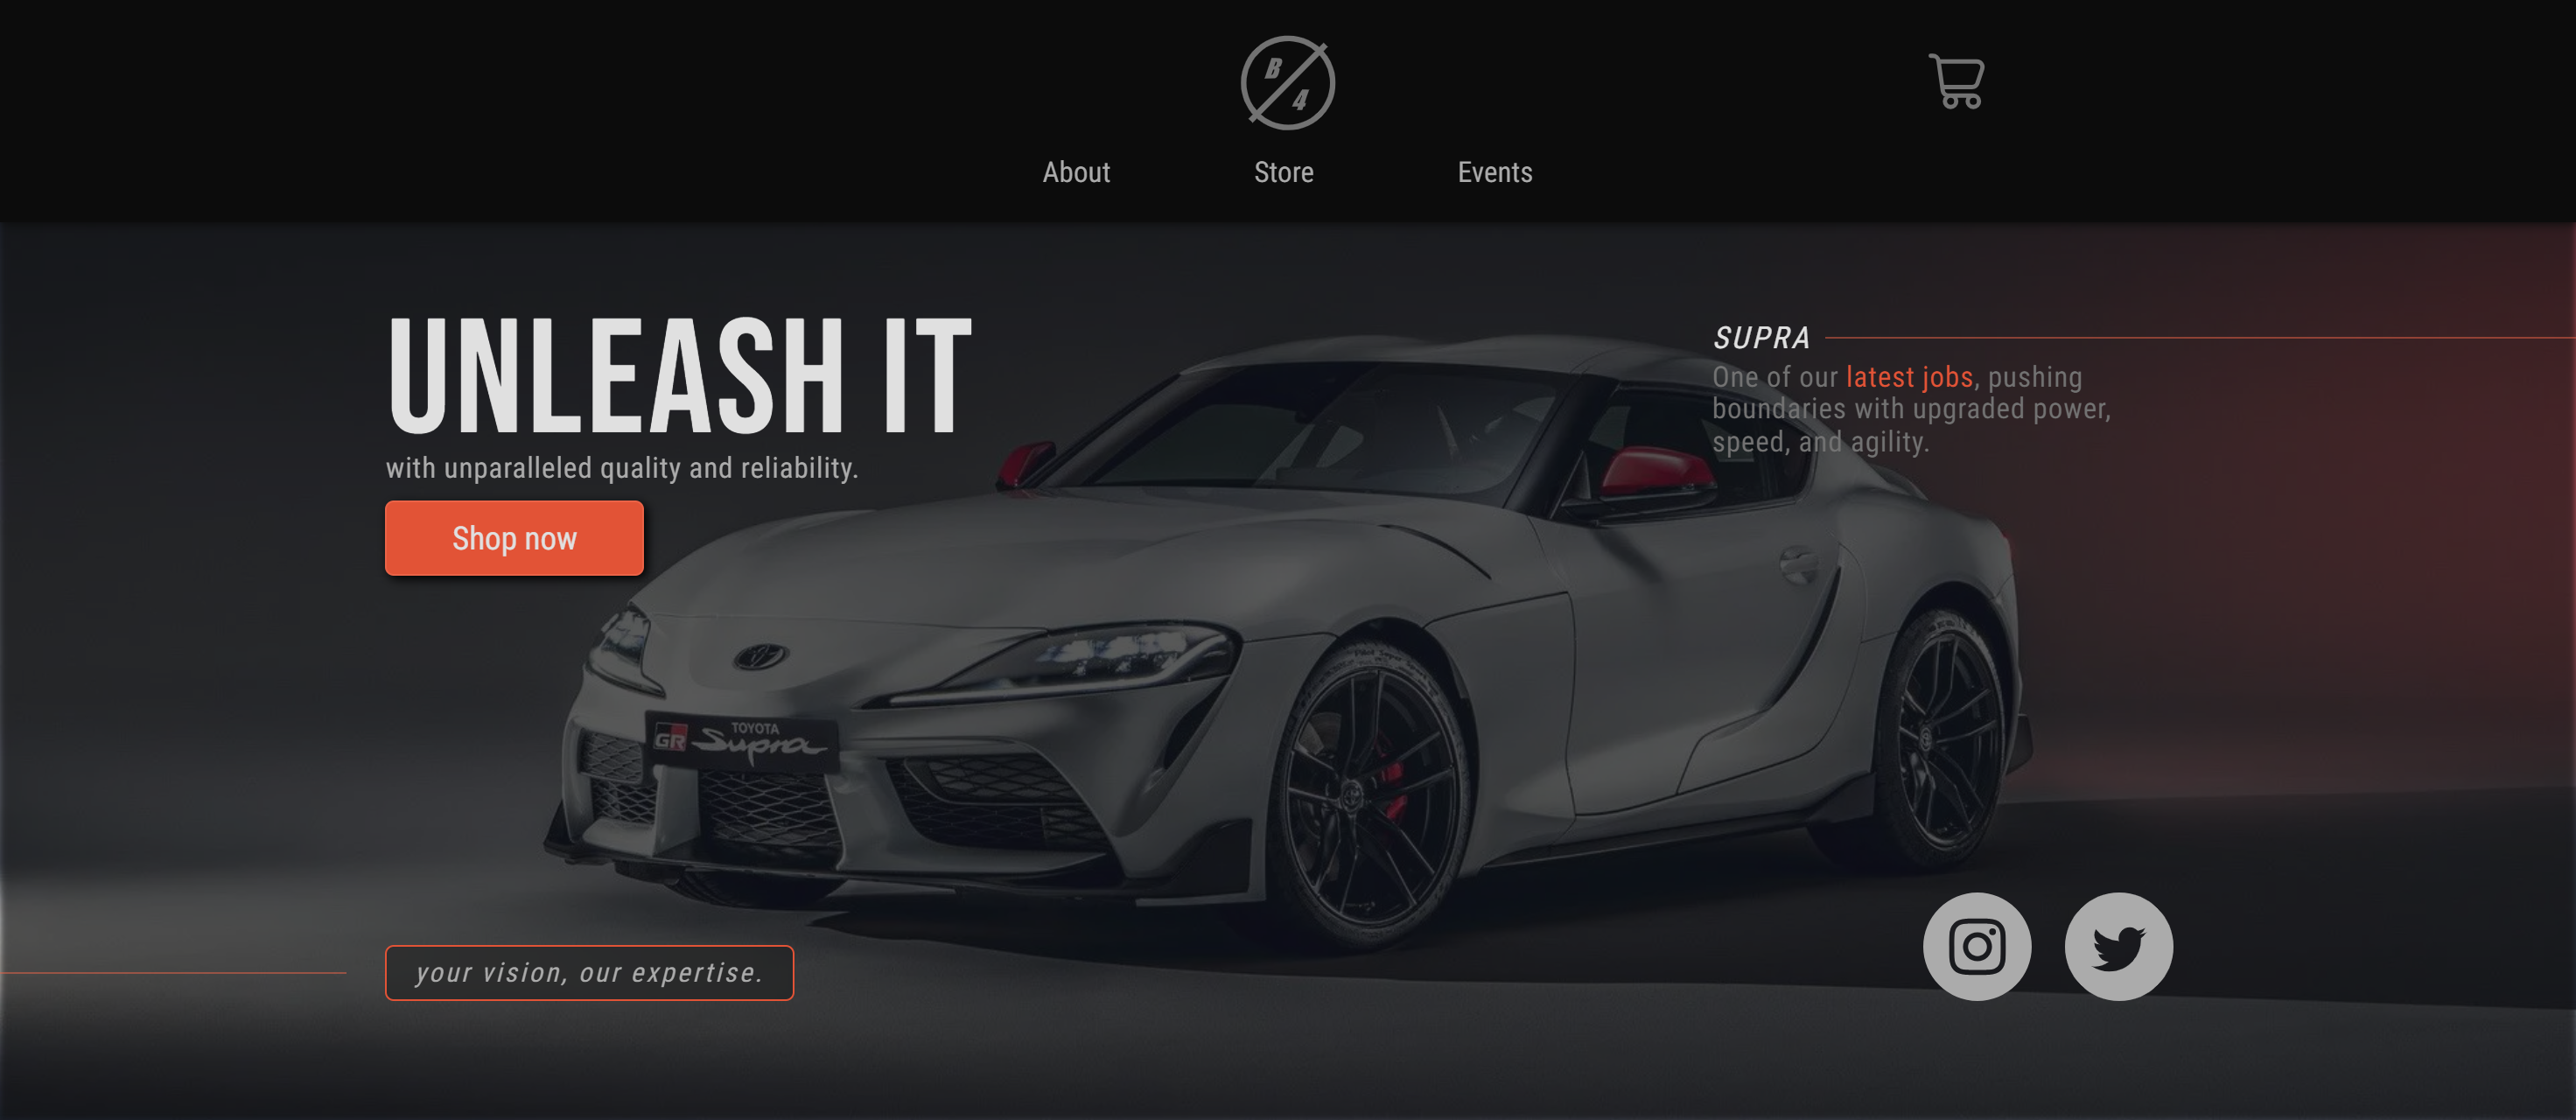 B
4
About
Store
Events
UNLEASH IT
with unparalleled quality and reliability.
Shop now
SUPRA
One of our latest jobs, pushing
boundaries with upgraded power,
speed, and agility.
GR
TOYOTA
Supra
your vision, our expertise.